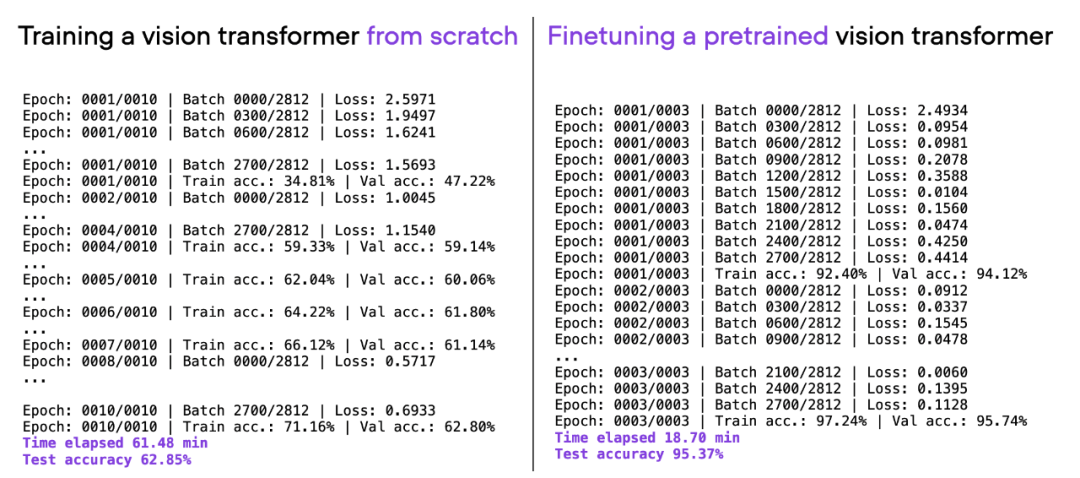 Training a vision transformer from scratch
Epoch: 0001/0010 | Batch 0000/2812 | Loss: 2.5971
Epoch: 0001/0010 | Batch 0300/2812 | Loss: 1.9497
Epoch: 0001/0010 | Batch 0600/2812 | Loss: 1.6241
...
Epoch: 0001/0010 | Batch 2700/2812 | Loss: 1.5693
Epoch: 0001/0010 | Train acc.: 34.81% | Val acc.: 47.22%
Epoch: 0002/0010 | Batch 0000/2812 | Loss: 1.0045
...
Epoch: 0004/0010 | Batch 2700/2812 | Loss: 1.1540
Epoch: 0004/0010 | Train acc.: 59.33% | Val acc.: 59.14%
...
Epoch: 0005/0010 | Train acc.: 62.04% | Val acc.: 60.06%
...
Epoch: 0006/0010 | Train acc.: 64.22% | Val acc.: 61.80%
...
Epoch: 0007/0010 | Train acc.: 66.12% | Val acc.: 61.14%
Epoch: 0008/0010 | Batch 0000/2812 | Loss: 0.5717
...
Epoch: 0010/0010 | Batch 2700/2812 | Loss: 0.6933
Epoch: 0010/0010 | Train acc.: 71.16% | Val acc.: 62.80%
Time elapsed 61.48 min
Test accuracy 62.85%
Finetuning a pretrained vision transformer
Epoch: 0001/0003 | Batch 0000/2812 | Loss: 2.4934
Epoch: 0001/0003 | Batch 0300/2812 | Loss: 0.0954
Epoch: 0001/0003 | Batch 0600/2812 | Loss: 0.0981
Epoch: 0001/0003 | Batch 0900/2812 | Loss: 0.2078
Epoch: 0001/0003 | Batch 1200/2812 | Loss: 0.3588
Epoch: 0001/0003 | Batch 1500/2812 | Loss: 0.0104
Epoch: 0001/0003 | Batch 1800/2812 | Loss: 0.1560
Epoch: 0001/0003 | Batch 2100/2812 | Loss: 0.0474
Epoch: 0001/0003 | Batch 2400/2812 | Loss: 0.4250
Epoch: 0001/0003 | Batch 2700/2812 | Loss: 0.4414
Epoch: 0001/0003 | Train acc.: 92.40% | Val acc.: 94.12%
Epoch: 0002/0003 | Batch 0000/2812 | Loss: 0.0912
Epoch: 0002/0003 | Batch 0300/2812 | Loss: 0.0337
Epoch: 0002/0003 | Batch 0600/2812 | Loss: 0.1545
Epoch: 0002/0003 | Batch 0900/2812 | Loss: 0.0478
...
Epoch: 0003/0003 | Batch 2100/2812 | Loss: 0.0060
Epoch: 0003/0003 | Batch 2400/2812 | Loss: 0.1395
Epoch: 0003/0003 | Batch 2700/2812 | Loss: 0.1128
Epoch: 0003/0003 | Train acc.: 97.24% | Val acc.: 95.74%
Time elapsed 18.70 min
Test accuracy 95.37%